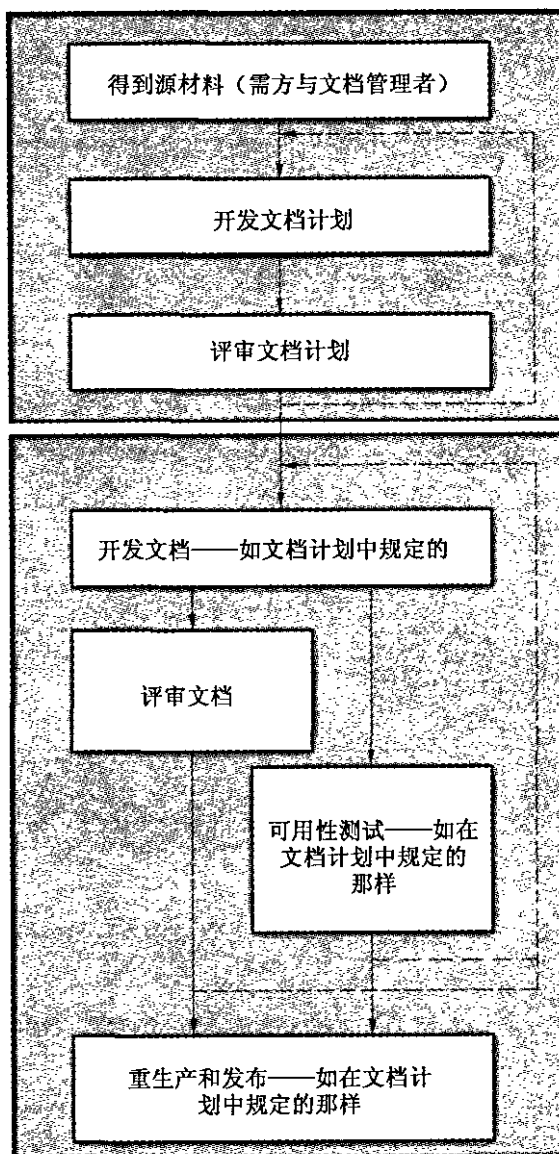 得到源材料（需方与文档管理者）
开发文档计划
评审文档计划
开发文档——如文档计划中规定的
评审文档
可用性测试——如在
文档计划中规定的
那样
重生产和发布——如在文档计
划中规定的那样